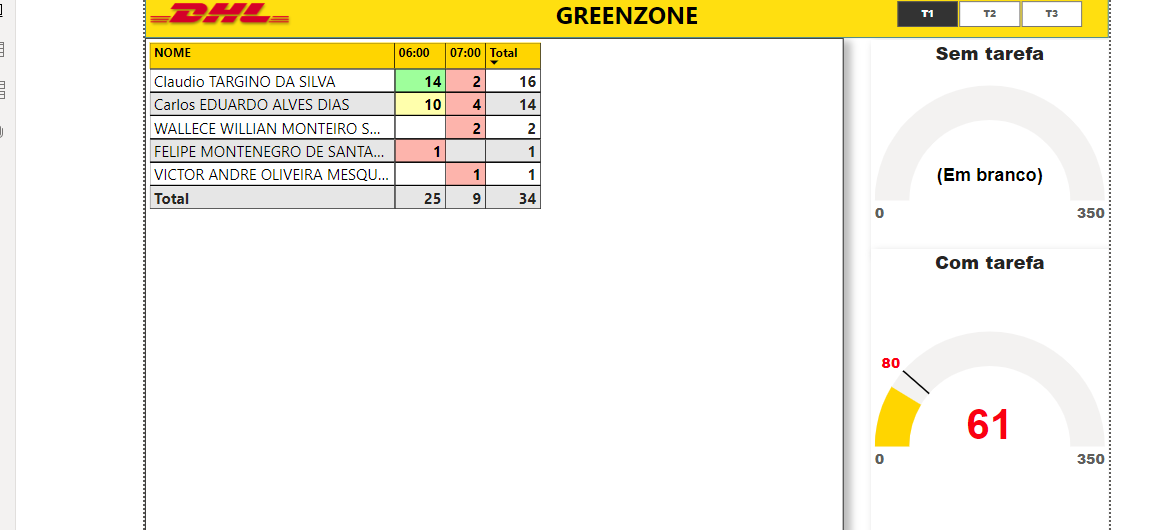 DHL
GREENZONE
T1 T2 T3
NOME 06:00 07:00 Total
Claudio TARGINO DA SILVA 14 2 16
Carlos EDUARDO ALVES DIAS 10 4 14
WALLECE WILLIAN MONTEIRO S... 2 2
FELIPE MONTENEGRO DE SANTA... 1 1
VICTOR ANDRE OLIVEIRA MESQU... 1 1
Total 25 9 34
Sem tarefa
(Em branco)
0 350
Com tarefa
80
61
0 350